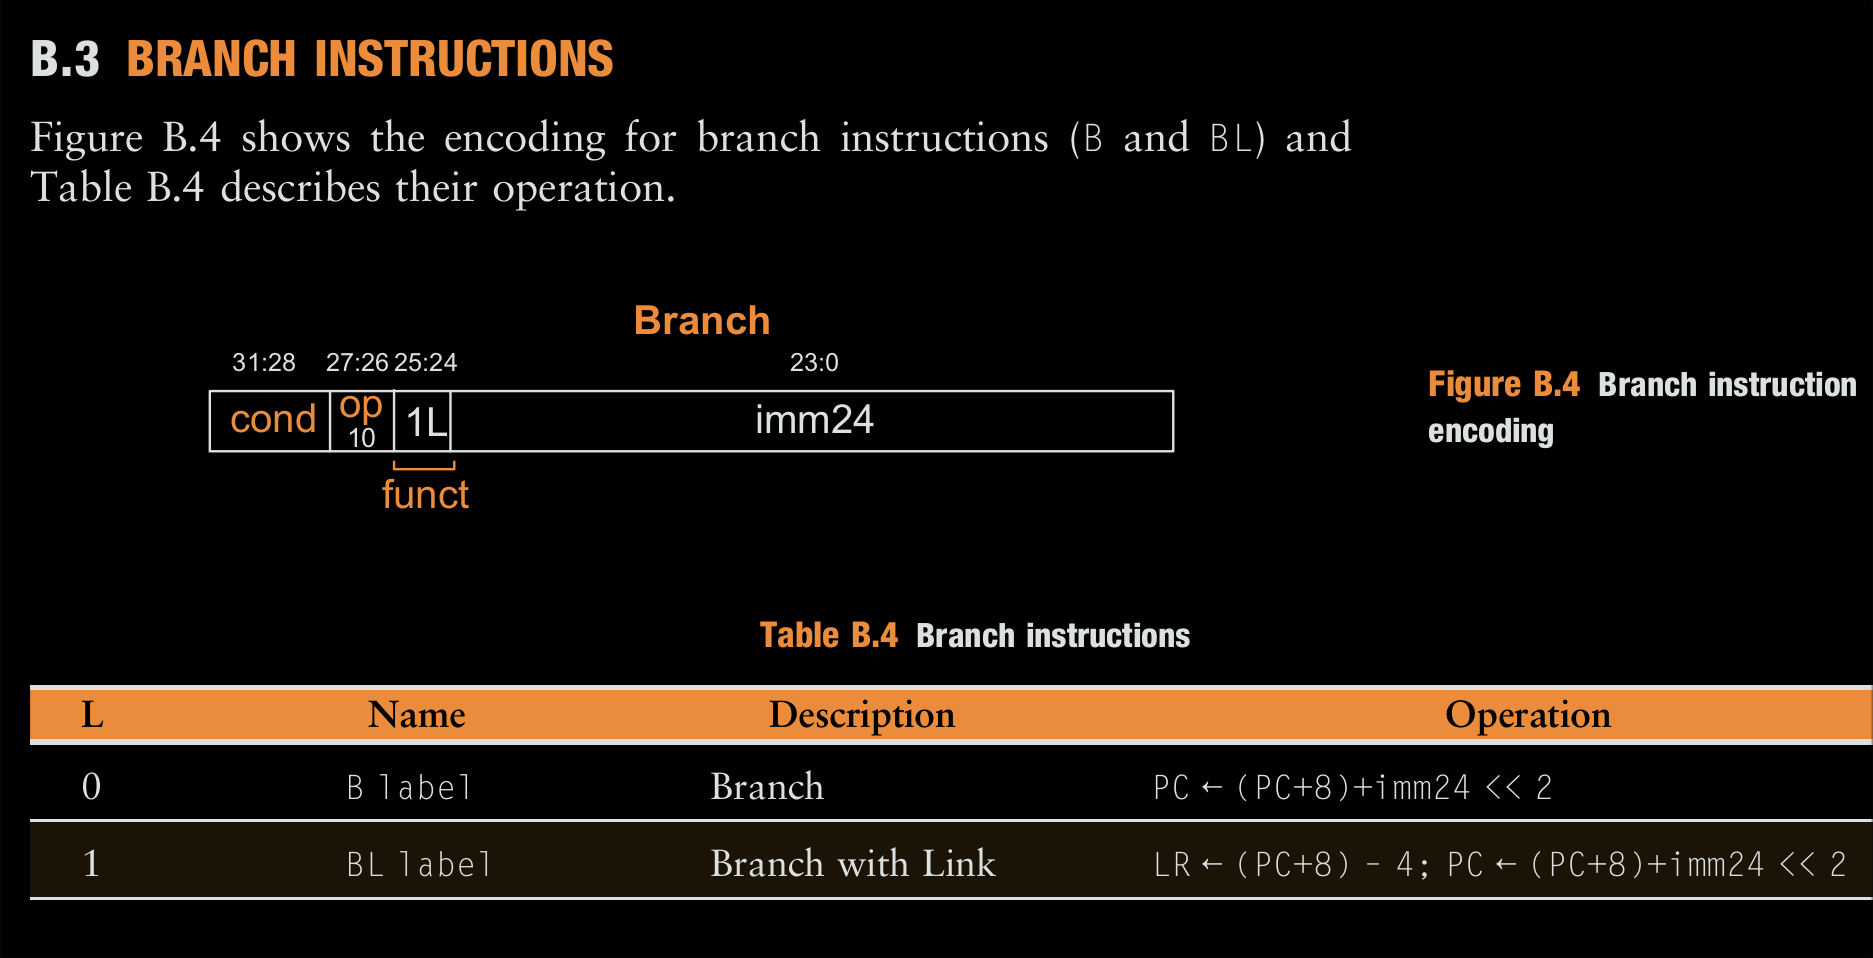 B.3 BRANCH INSTRUCTIONS
Figure B.4 shows the encoding for branch instructions (B and BL) and
Table B.4 describes their operation.
Branch
31:28 27:26 25:24 23:0
cond op 10 1L imm24
funct
Figure B.4 Branch instruction
encoding
Table B.4 Branch instructions
L Name Description Operation
0 B label Branch PC ← (PC+8)+imm24 << 2
1 BL label Branch with Link LR ← (PC+8) – 4; PC ← (PC+8)+imm24 << 2